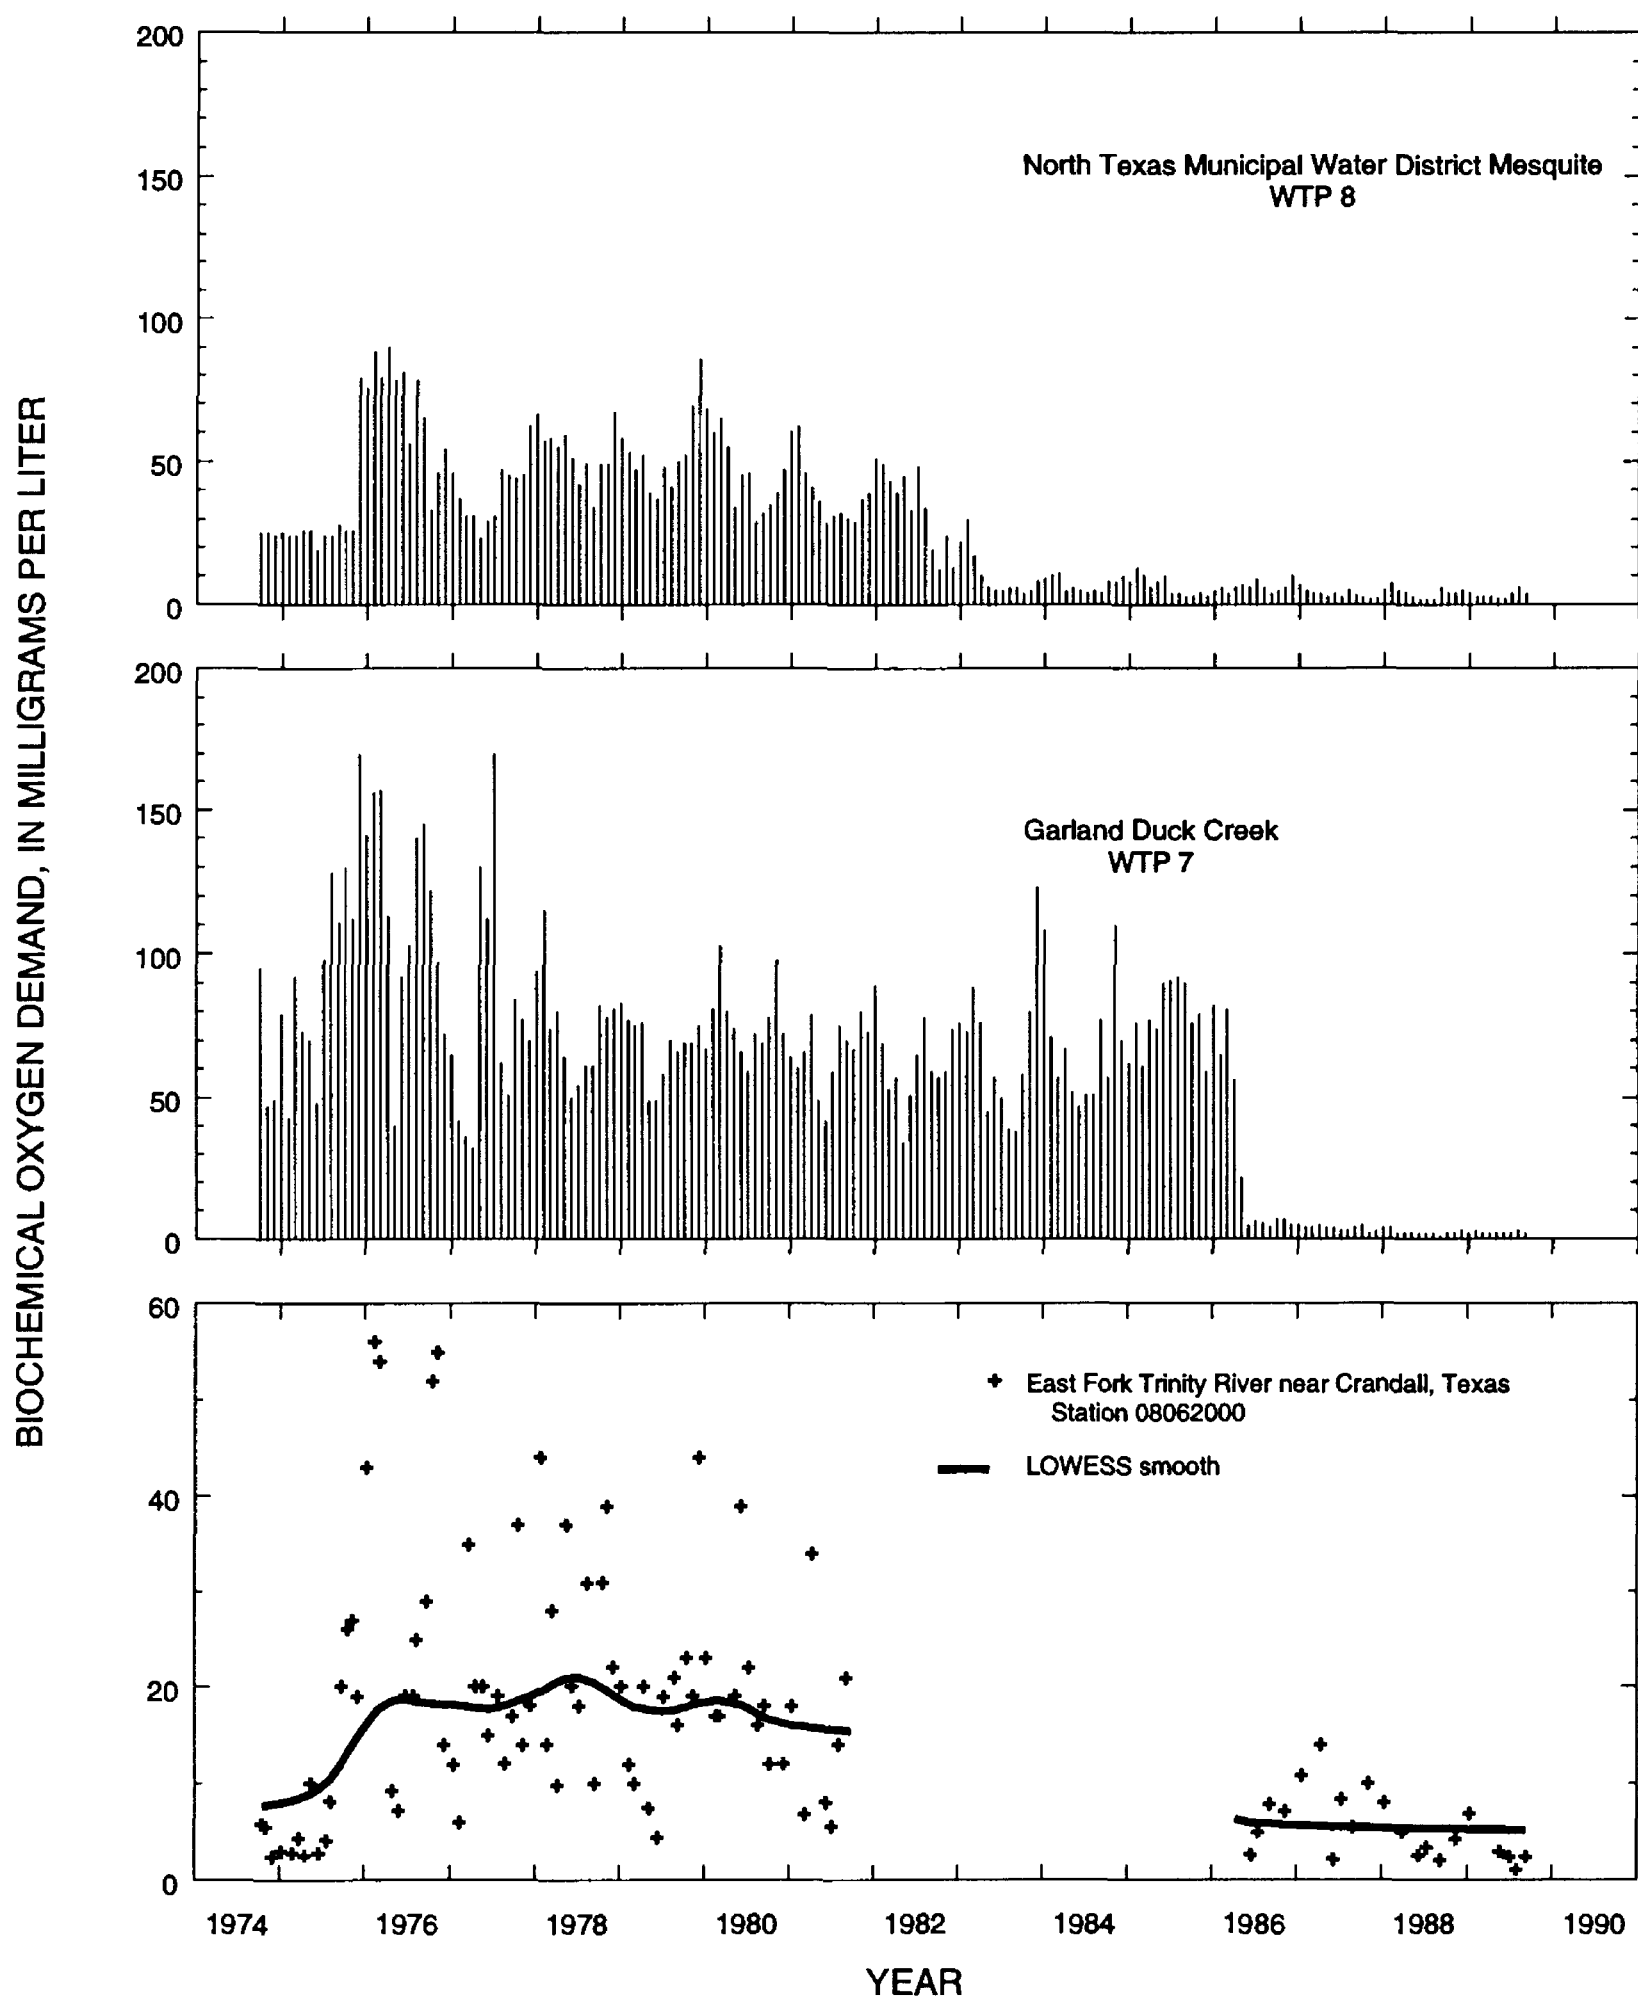 BIOCHEMICAL OXYGEN DEMAND, IN MILLIGRAMS PER LITER
200
150
100
50
0
North Texas Municipal Water District Mesquite
WTP 8
200
150
100
50
0
Garland Duck Creek
WTP 7
60
40
20
0
East Fork Trinity River near Crandall, Texas
Station 08062000
LOWESS smooth
1974 1976 1978 1980 1982 1984 1986 1988 1990
YEAR